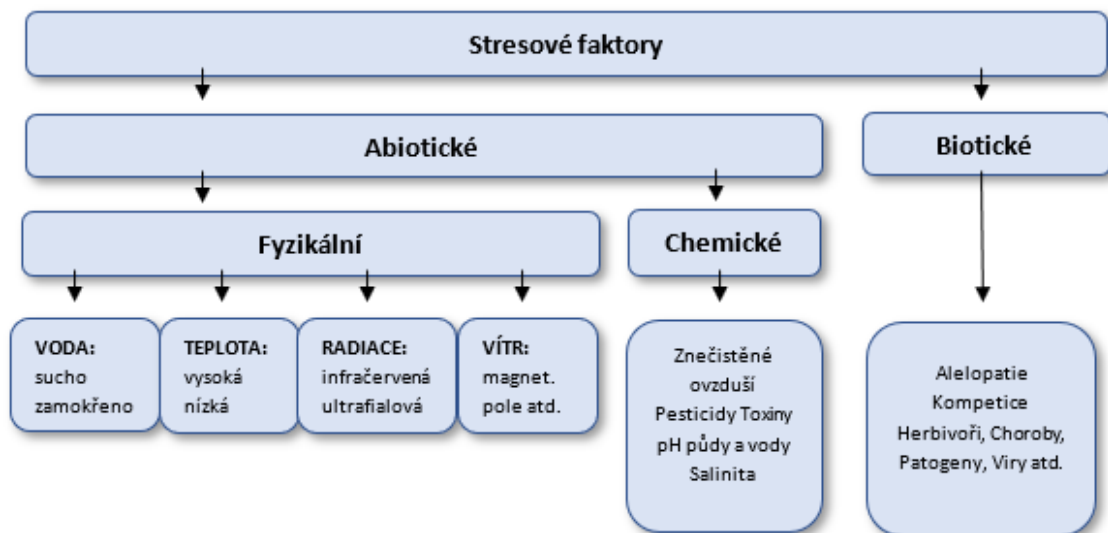 Stresové faktory
Abiotické
Biotické
Fyzikální
Chemické
VODA:
sucho
zamokřeno
TEPLOTA:
vysoká
nízká
RADIACE:
infračervená
ultrafialová
VÍTR:
magnet.
pole atd.
Znečistěné
ovzduší
Pesticidy Toxiny
pH půdy a vody
Salinita
Alelopatie
Kompetice
Herbivoři, Choroby,
Patogeny, Viry atd.